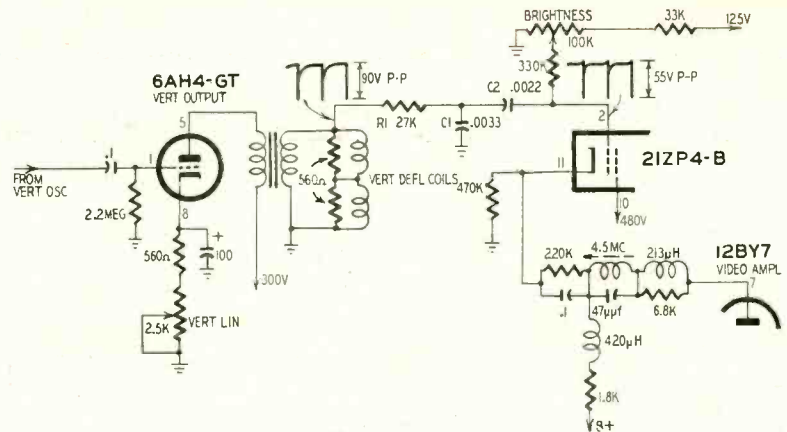 BRIGHTNESS
33K
125V
100K
330K
6AH4-GT
VERT OUTPUT
90V P-P
55V P-P
C2 .0022
R1 27K
C1 .0033
2
5
.1
1
FROM
VERT OSC
2.2MEG
8
560Ω
+
100
2.5K
VERT LIN
300V
560Ω
VERT DEFL COILS
11
21ZP4-B
470K
10
480V
4.5MC
213µH
12BY7
VIDEO AMPL
7
220K
.1
47µµf
6.8K
420µH
1.8K
B+